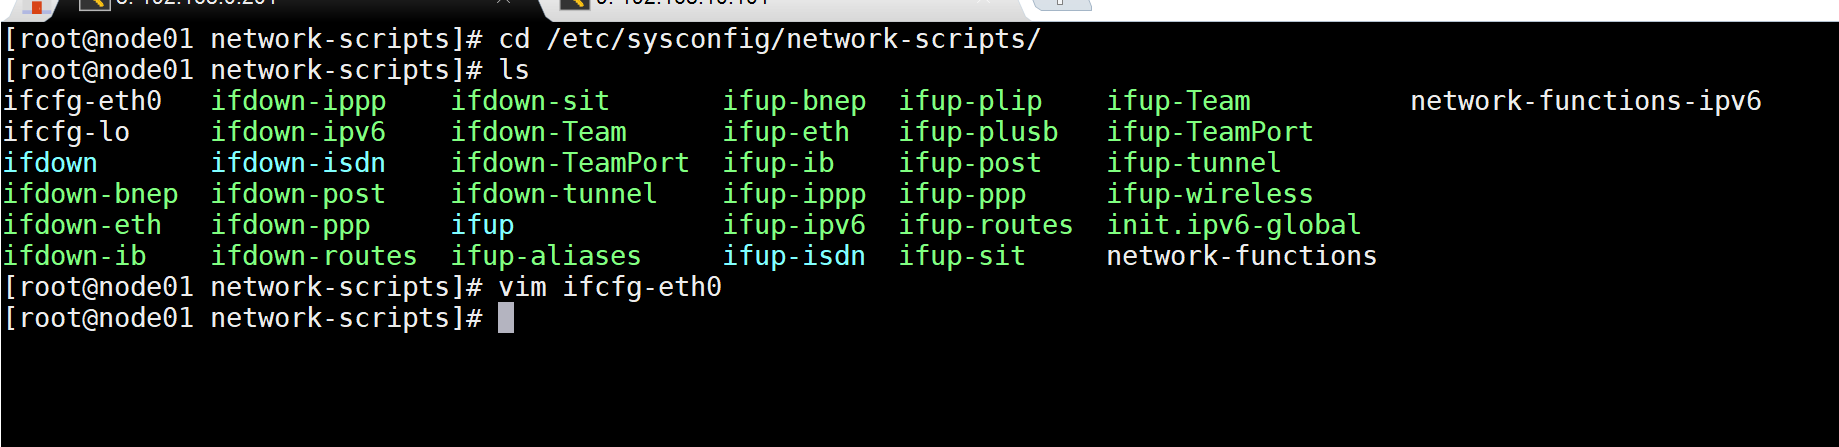 [root@node01 network-scripts]# cd /etc/sysconfig/network-scripts/
[root@node01 network-scripts]# ls
ifcfg-eth0 ifdown-ippp ifdown-sit ifup-bnep ifup-plip ifup-Team network-functions-ipv6
ifcfg-lo ifdown-ipv6 ifdown-Team ifup-eth ifup-plusb ifup-TeamPort
ifdown ifdown-isdn ifdown-TeamPort ifup-ib ifup-post ifup-tunnel
ifdown-bnep ifdown-post ifdown-tunnel ifup-ippp ifup-ppp ifup-wireless
ifdown-eth ifdown-ppp ifup ifup-ipv6 ifup-routes init.ipv6-global
ifdown-ib ifdown-routes ifup-aliases ifup-isdn ifup-sit network-functions
[root@node01 network-scripts]# vim ifcfg-eth0
[root@node01 network-scripts]#